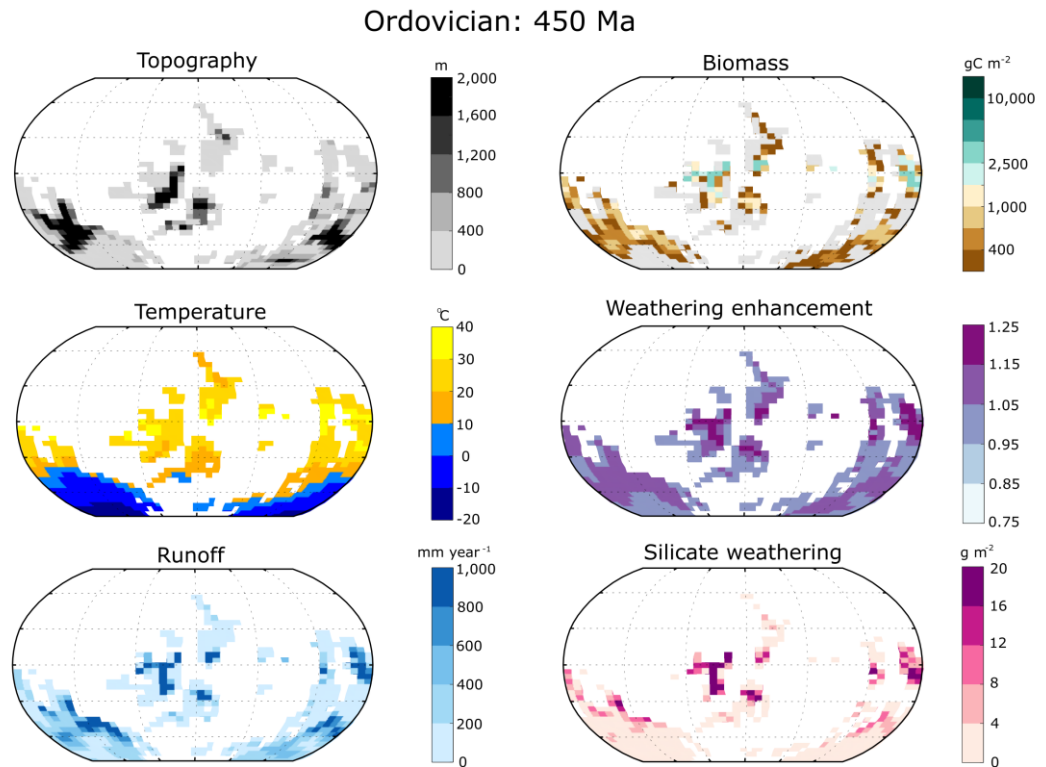 Ordovician: 450 Ma
Topography
m
2,000
1,600
1,200
800
400
0
Biomass
gC m⁻²
10,000
2,500
1,000
400
Temperature
°C
40
30
20
10
0
-10
-20
Weathering enhancement
1.25
1.15
1.05
0.95
0.85
0.75
Runoff
mm year⁻¹
1,000
800
600
400
200
0
Silicate weathering
g m⁻²
20
16
12
8
4
0